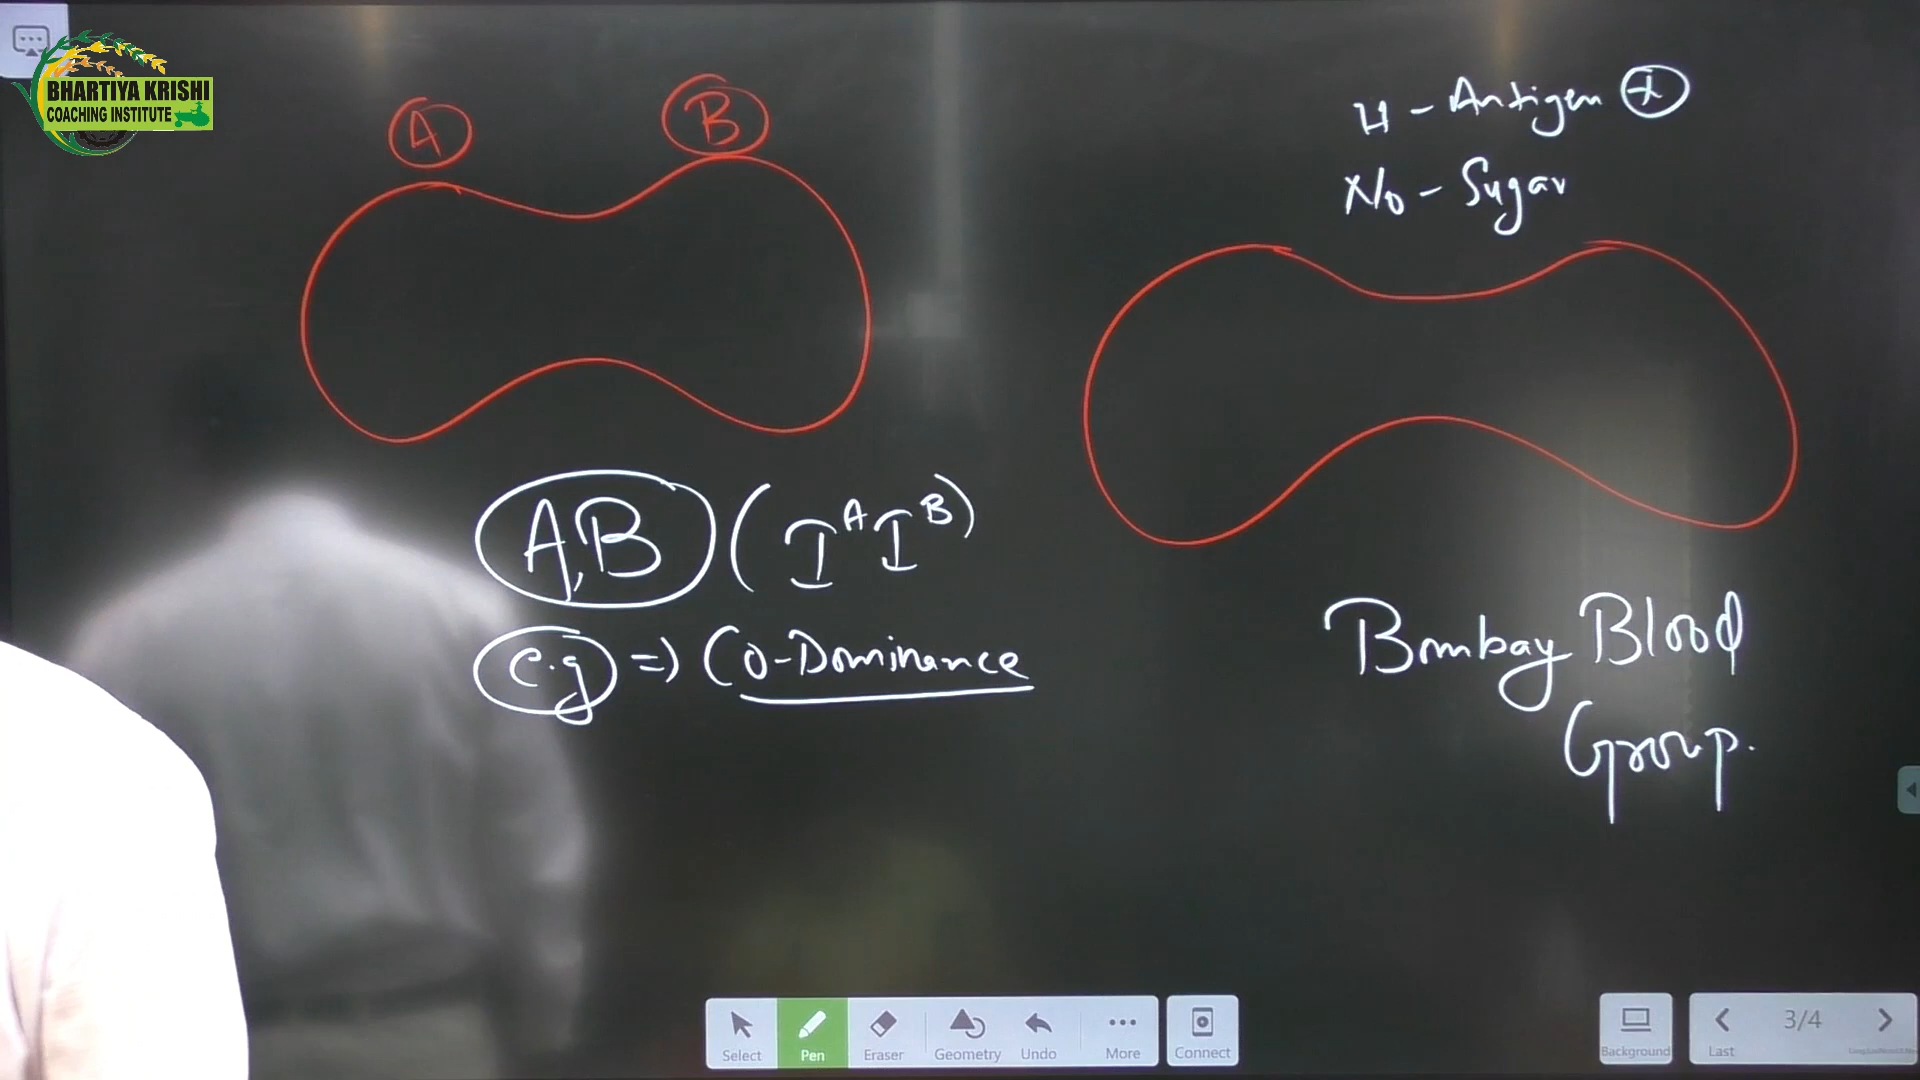 BHARTIYA KRISHI
COACHING INSTITUTE
A
B
H - Antigen
No - Sugar
A,B (I^A I^B)
e.g => Co-Dominance
Bombay Blood
Group.
Select
Pen
Eraser
Geometry
Undo
More
Connect
Background
3/4
Last